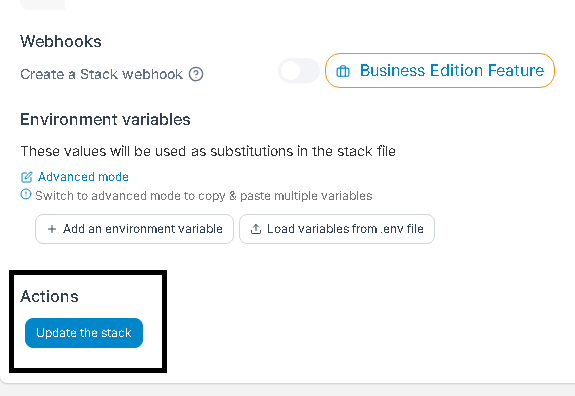 Webhooks
Create a Stack webhook
Business Edition Feature
Environment variables
These values will be used as substitutions in the stack file
Advanced mode
Switch to advanced mode to copy & paste multiple variables
+ Add an environment variable
Load variables from .env file
Actions
Update the stack